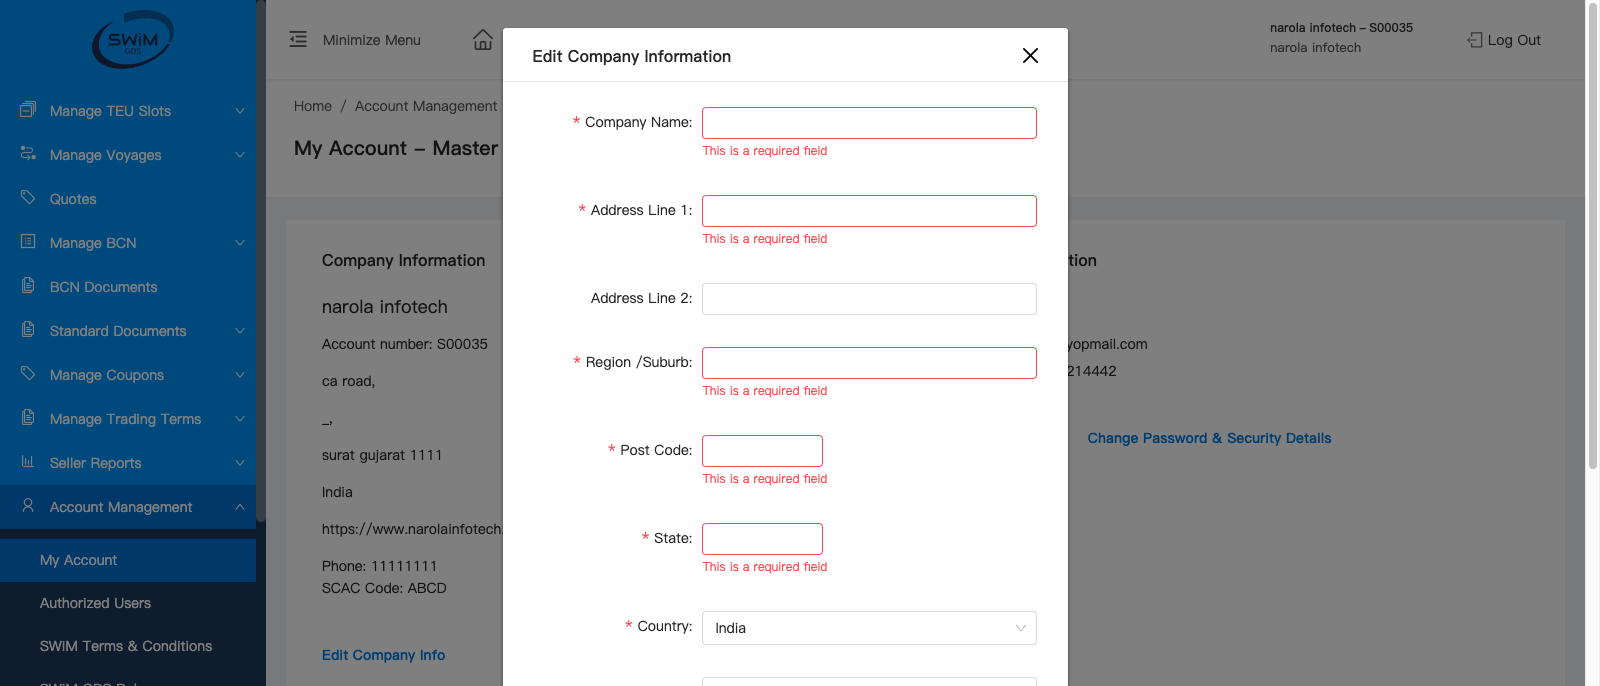 SWiM
GDS
Minimize Menu
narola infotech – S00035
narola infotech
Log Out
Manage TEU Slots
Manage Voyages
Quotes
Manage BCN
BCN Documents
Standard Documents
Manage Coupons
Manage Trading Terms
Seller Reports
Account Management
My Account
Authorized Users
SWiM Terms & Conditions
Home / Account Management
My Account – Master
Company Information
narola infotech
Account number: S00035
ca road,
_,
surat gujarat 1111
India
https://www.narolainfotech.
Phone: 11111111
SCAC Code: ABCD
Edit Company Info
Edit Company Information
* Company Name:
This is a required field
* Address Line 1:
This is a required field
Address Line 2:
* Region /Suburb:
This is a required field
* Post Code:
This is a required field
* State:
This is a required field
* Country:
India
tion
yopmail.com
214442
Change Password & Security Details